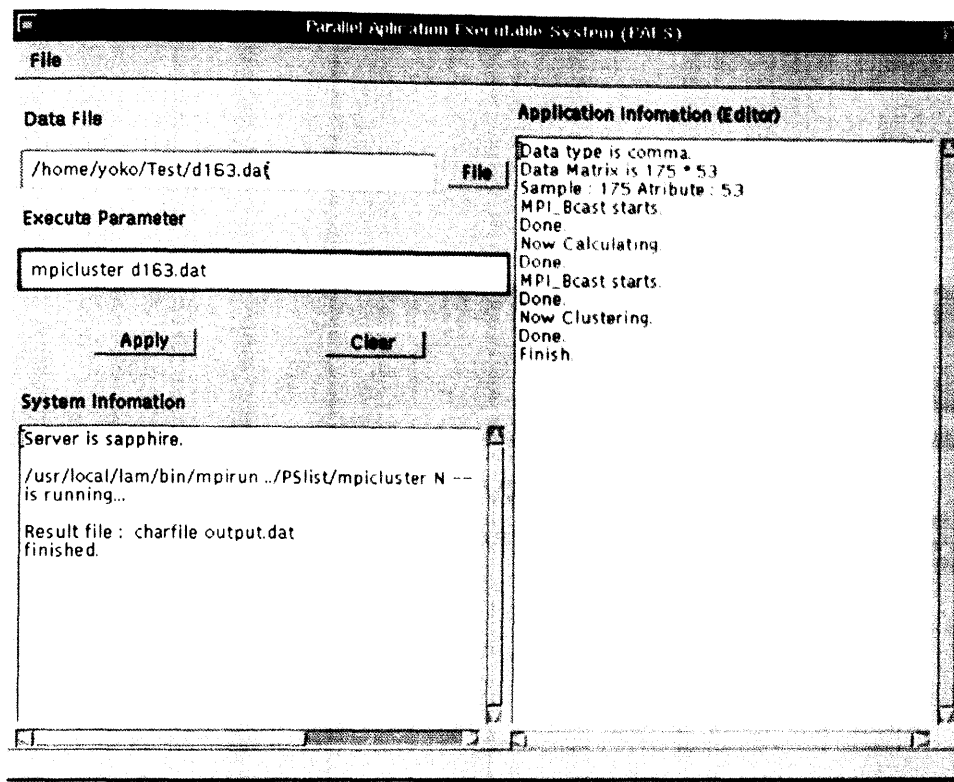 Parallel Aplication Executable System (PAES)
File
Data File
/home/yoko/Test/d163.dat
File
Execute Parameter
mpicluster d163.dat
Apply
Clear
System Infomation
Server is sapphire.
/usr/local/lam/bin/mpirun ../PSlist/mpicluster N --
is running...
Result file : charfile output.dat
finished.
Application Infomation (Editor)
Data type is comma.
Data Matrix is 175 * 53
Sample : 175 Atribute : 53
MPI_Bcast starts.
Done.
Now Calculating.
Done.
MPI_Bcast starts.
Done.
Now Clustering.
Done.
Finish.